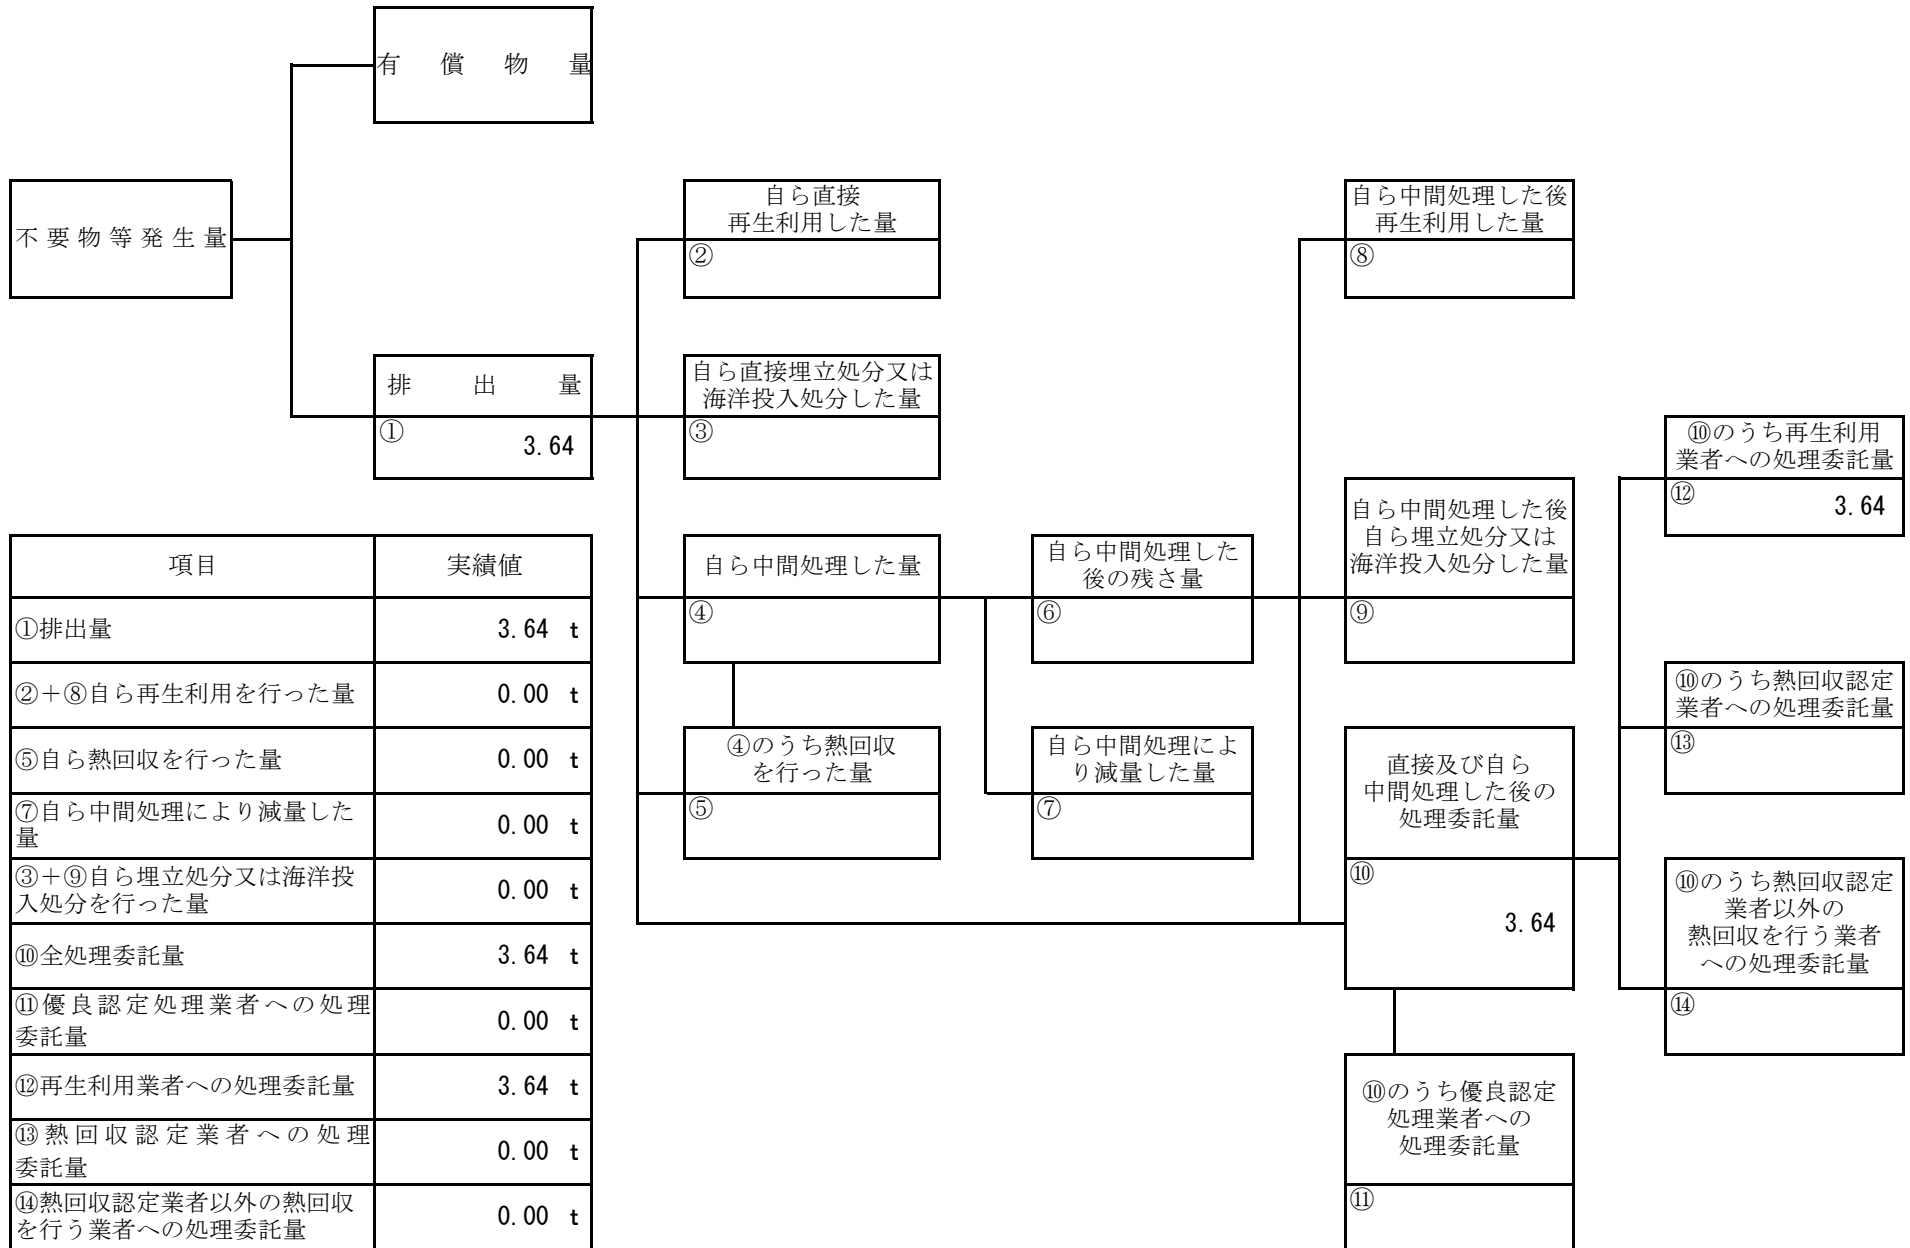 有償物量
不要物等発生量
自ら直接
再生利用した量
②
自ら中間処理した後
再生利用した量
⑧
排出量
①
3.64
自ら直接埋立処分又は
海洋投入処分した量
③
⑩のうち再生利用
業者への処理委託量
⑫
3.64
自ら中間処理した後
自ら埋立処分又は
海洋投入処分した量
⑨
自ら中間処理した量
④
自ら中間処理した
後の残さ量
⑥
⑩のうち熱回収認定
業者への処理委託量
⑬
④のうち熱回収
を行った量
⑤
自ら中間処理によ
り減量した量
⑦
直接及び自ら
中間処理した後の
処理委託量
⑩
3.64
⑩のうち熱回収認定
業者以外の
熱回収を行う業者
への処理委託量
⑭
⑩のうち優良認定
処理業者への
処理委託量
⑪
項目 実績値
①排出量 3.64 t
②＋⑧自ら再生利用を行った量 0.00 t
⑤自ら熱回収を行った量 0.00 t
⑦自ら中間処理により減量した
量 0.00 t
③＋⑨自ら埋立処分又は海洋投
入処分を行った量 0.00 t
⑩全処理委託量 3.64 t
⑪優良認定処理業者への処理
委託量 0.00 t
⑫再生利用業者への処理委託量 3.64 t
⑬熱回収認定業者への処理
委託量 0.00 t
⑭熱回収認定業者以外の熱回収
を行う業者への処理委託量 0.00 t